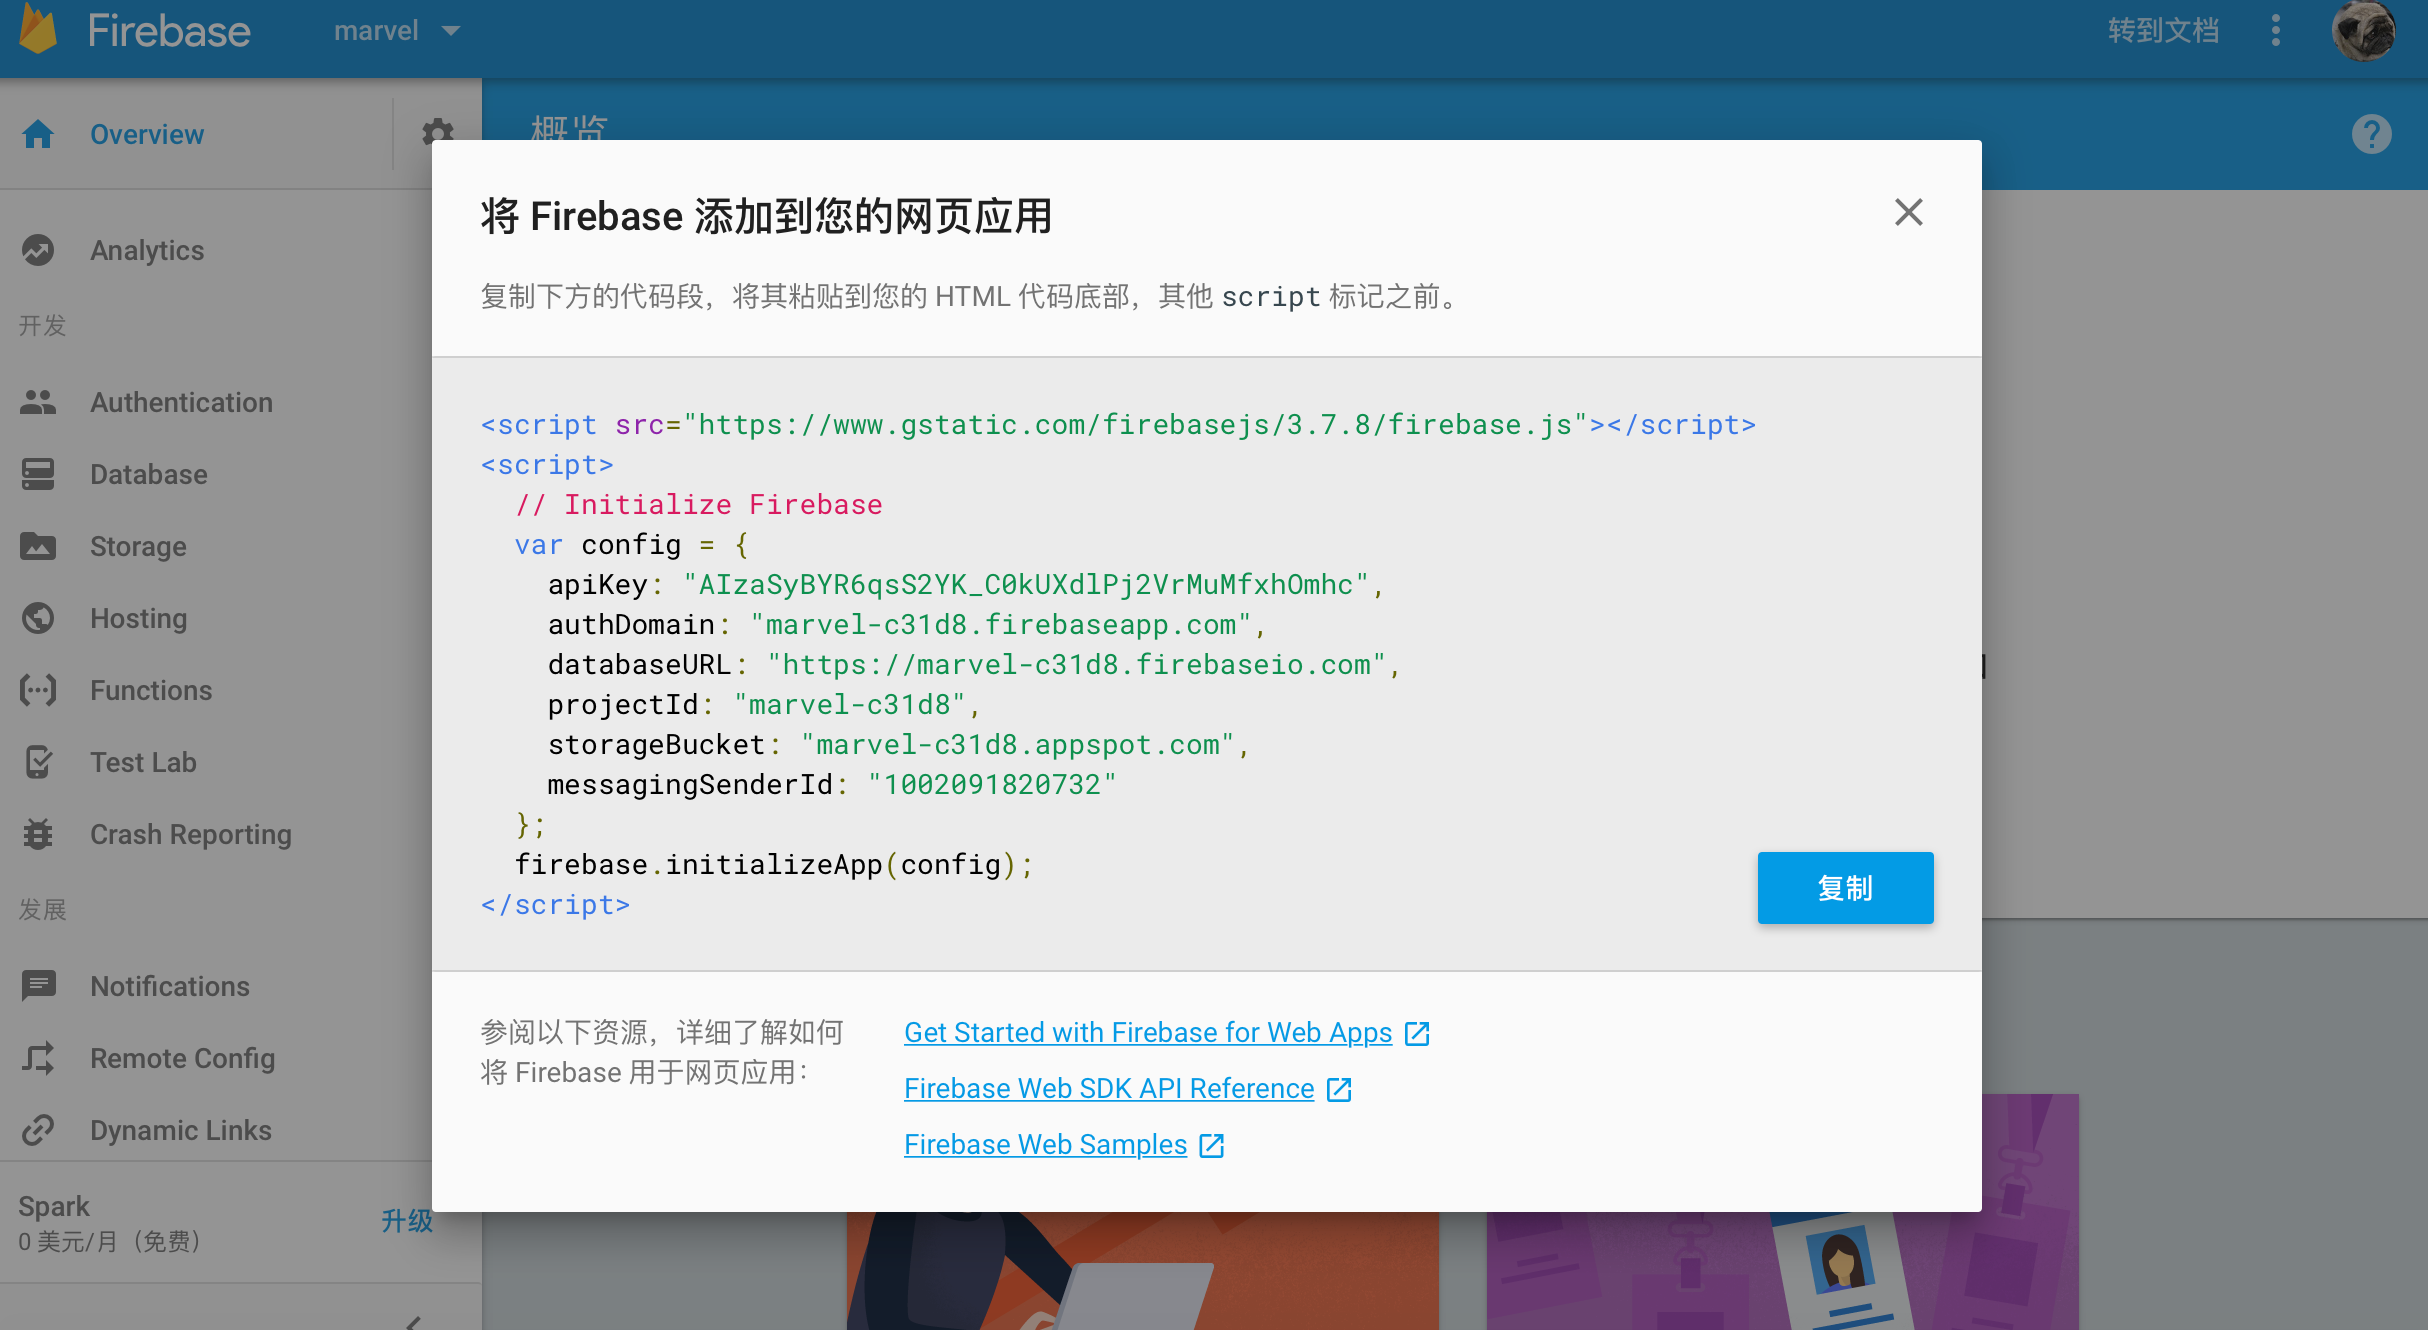 Firebase
marvel
转到文档
Overview
概览
Analytics
开发
Authentication
Database
Storage
Hosting
Functions
Test Lab
Crash Reporting
发展
Notifications
Remote Config
Dynamic Links
Spark
0 美元/月（免费）
升级
将 Firebase 添加到您的网页应用
复制下方的代码段，将其粘贴到您的 HTML 代码底部，其他 script 标记之前。
<script src="https://www.gstatic.com/firebasejs/3.7.8/firebase.js"></script>
<script>
// Initialize Firebase
var config = {
apiKey: "AIzaSyBYR6qsS2YK_C0kUXdlPj2VrMuMfxhOmhc",
authDomain: "marvel-c31d8.firebaseapp.com",
databaseURL: "https://marvel-c31d8.firebaseio.com",
projectId: "marvel-c31d8",
storageBucket: "marvel-c31d8.appspot.com",
messagingSenderId: "1002091820732"
};
firebase.initializeApp(config);
</script>
复制
参阅以下资源，详细了解如何
将 Firebase 用于网页应用：
Get Started with Firebase for Web Apps
Firebase Web SDK API Reference
Firebase Web Samples